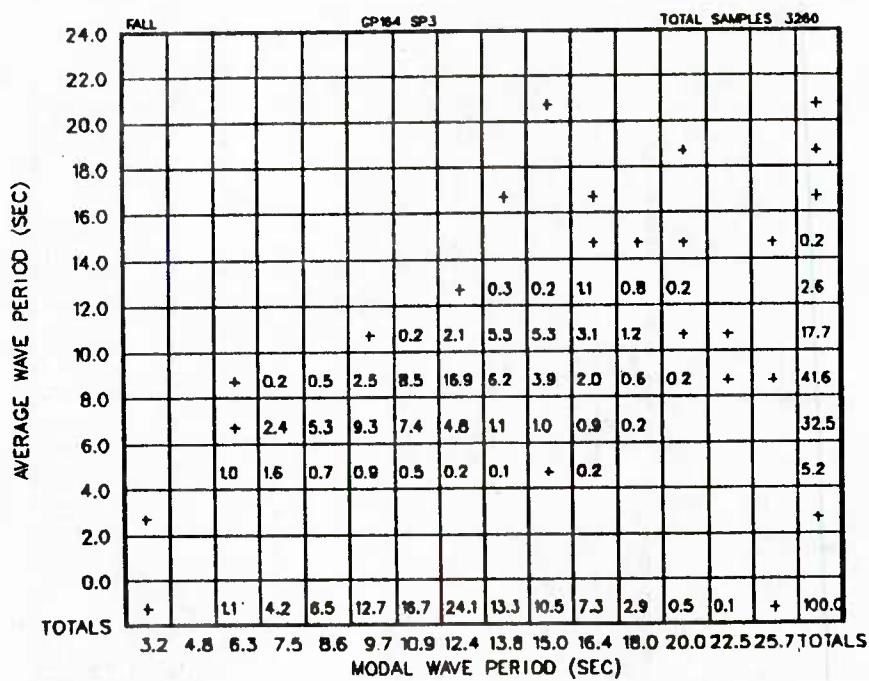 FALL GP164 SP3 TOTAL SAMPLES 3260
24.0
22.0
+ +
20.0
+ +
18.0
+ + +
16.0
+ + + + 0.2
14.0
+ 0.3 0.2 1.1 0.8 0.2 2.6
12.0
+ 0.2 2.1 5.5 5.3 3.1 1.2 + + 17.7
10.0
+ 0.2 0.5 2.5 8.5 16.9 6.2 3.9 2.0 0.6 0.2 + + 41.6
8.0
+ 2.4 5.3 9.3 7.4 4.8 1.1 1.0 0.9 0.2 32.5
6.0
1.0 1.6 0.7 0.9 0.5 0.2 0.1 + 0.2 5.2
4.0
+ +
2.0
0.0
+ 1.1 4.2 6.5 12.7 16.7 24.1 13.3 10.5 7.3 2.9 0.5 0.1 + 100.0
TOTALS
3.2 4.8 6.3 7.5 8.6 9.7 10.9 12.4 13.8 15.0 16.4 18.0 20.0 22.5 25.7 TOTALS
MODAL WAVE PERIOD (SEC)
AVERAGE WAVE PERIOD (SEC)